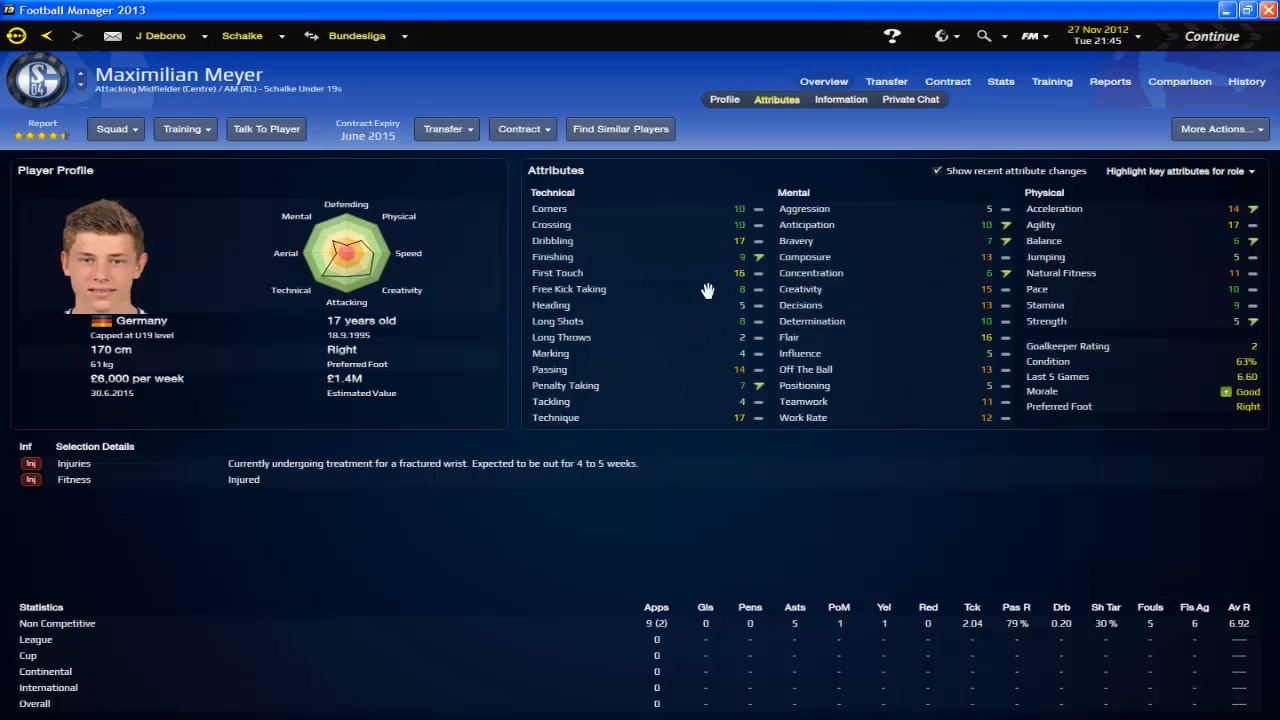 Football Manager 2013
J Debono Schalke Bundesliga FM 27 Nov 2012 Continue
Tue 21:45
Maximilian Meyer
Attacking Midfielder (Centre) / AM (RL) - Schalke Under 19s
Overview Transfer Contract Stats Training Reports Comparison History
Profile Attributes Information Private Chat
Report Squad Training Talk To Player Contract Expiry June 2015 Transfer Contract Find Similar Players More Actions...
Player Profile
Defending
Mental Physical
Aerial Speed
Technical Creativity
Attacking
Germany 17 years old
Capped at U19 level 18.9.1995
170 cm Right
61 kg Preferred Foot
£6,000 per week £1.4M
30.6.2015 Estimated Value
Attributes Show recent attribute changes Highlight key attributes for role
Technical Mental Physical
Corners 10 Aggression 5 Acceleration 14
Crossing 10 Anticipation 10 Agility 17
Dribbling 17 Bravery 7 Balance 6
Finishing 9 Composure 13 Jumping 5
First Touch 16 Concentration 6 Natural Fitness 11
Free Kick Taking 8 Creativity 15 Pace 10
Heading 5 Decisions 13 Stamina 9
Long Shots 8 Determination 10 Strength 5
Long Throws 2 Flair 16 Goalkeeper Rating 2
Marking 4 Influence 5 Condition 63%
Passing 14 Off The Ball 13 Last 5 Games 6.60
Penalty Taking 7 Positioning 5 Morale Good
Tackling 4 Teamwork 11 Preferred Foot Right
Technique 17 Work Rate 12
Inf Selection Details
Inj Injuries Currently undergoing treatment for a fractured wrist. Expected to be out for 4 to 5 weeks.
Inj Fitness Injured
Statistics Apps Gls Pens Asts PoM Yel Red Tck Pas R Drb Sh Tar Fouls Fls Ag Av R
Non Competitive 9 (2) 0 0 5 1 1 0 2.04 79 % 0.20 30 % 5 6 6.92
League 0 - - - - - - - - - - - - ----
Cup 0 - - - - - - - - - - - - ----
Continental 0 - - - - - - - - - - - - ----
International 0 - - - - - - - - - - - - ----
Overall 0 - - - - - - - - - - - - ----